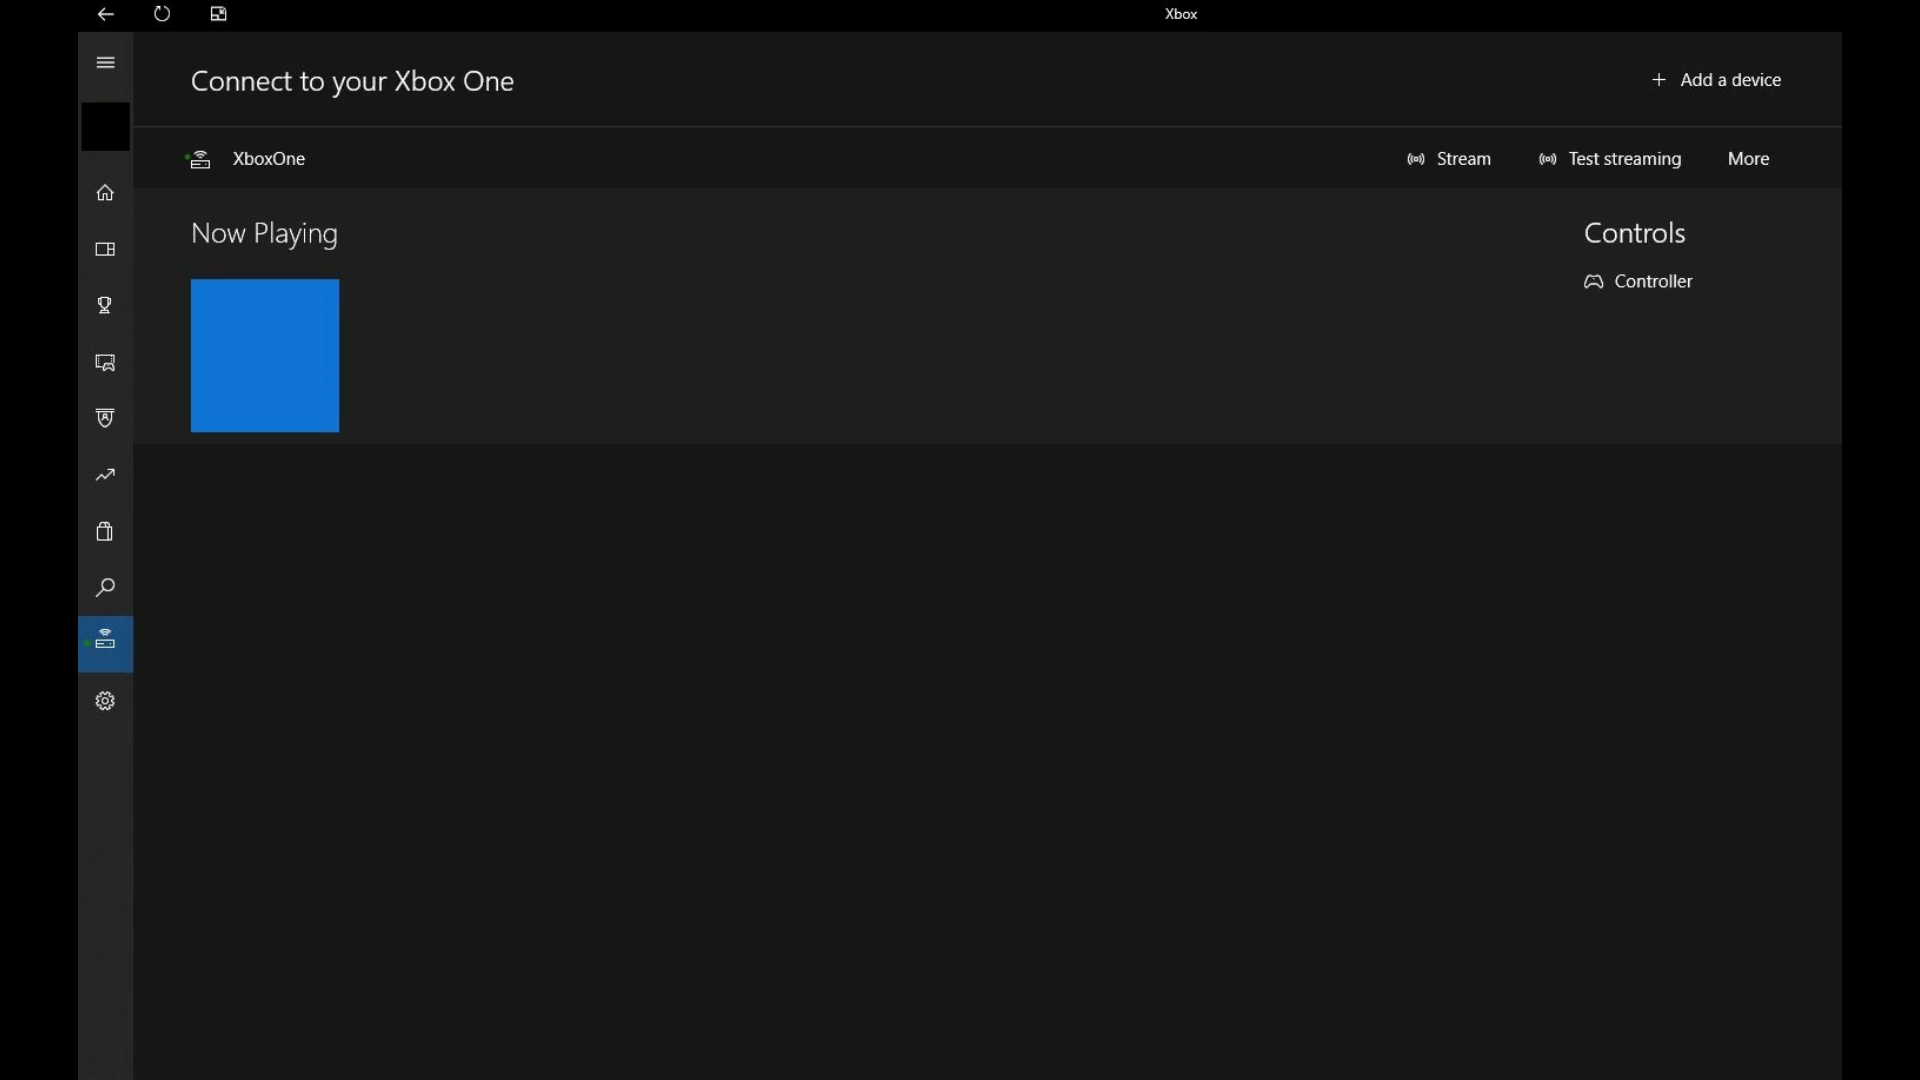 Xbox
Connect to your Xbox One
Add a device
XboxOne
Stream
Test streaming
More
Now Playing
Controls
Controller